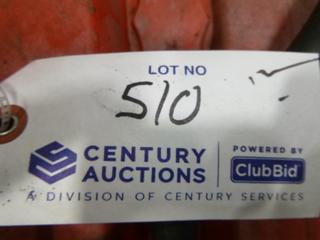 LOT NO
510
CENTURY
AUCTIONS
POWERED BY
ClubBid
A DIVISION OF CENTURY SERVICES